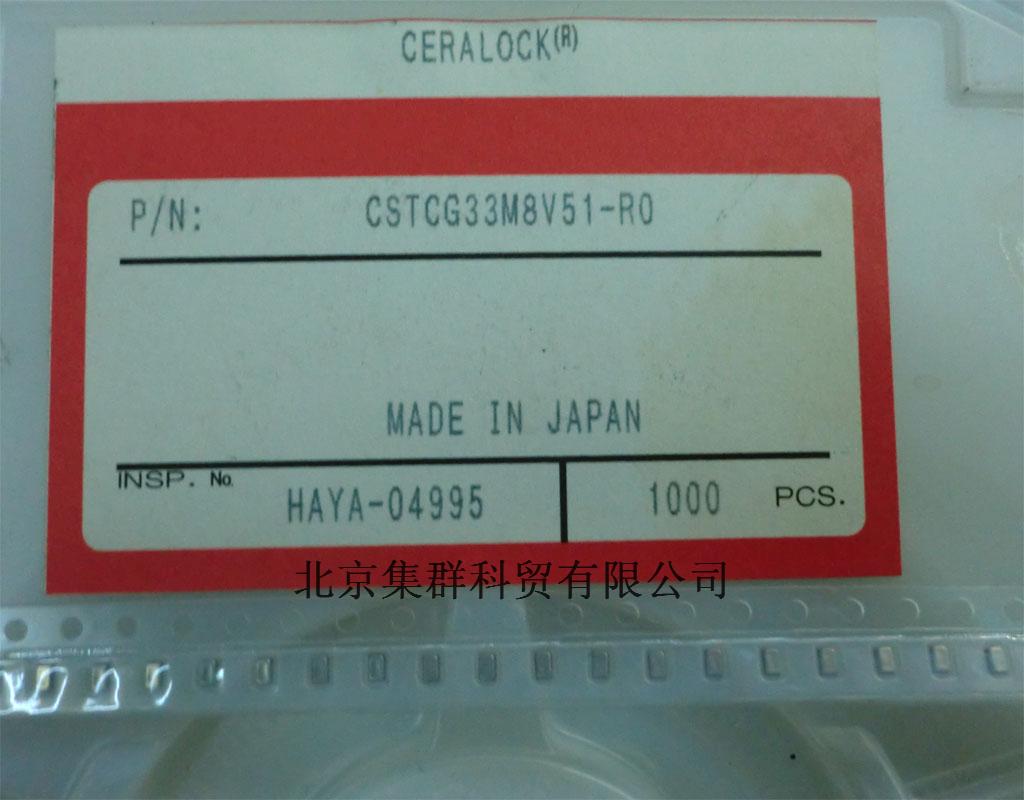 CERALOCK(R)
P/N: CSTCG33M8V51-R0
MADE IN JAPAN
INSP. No. HAYA-04995 1000 PCS.
北京集群科贸有限公司